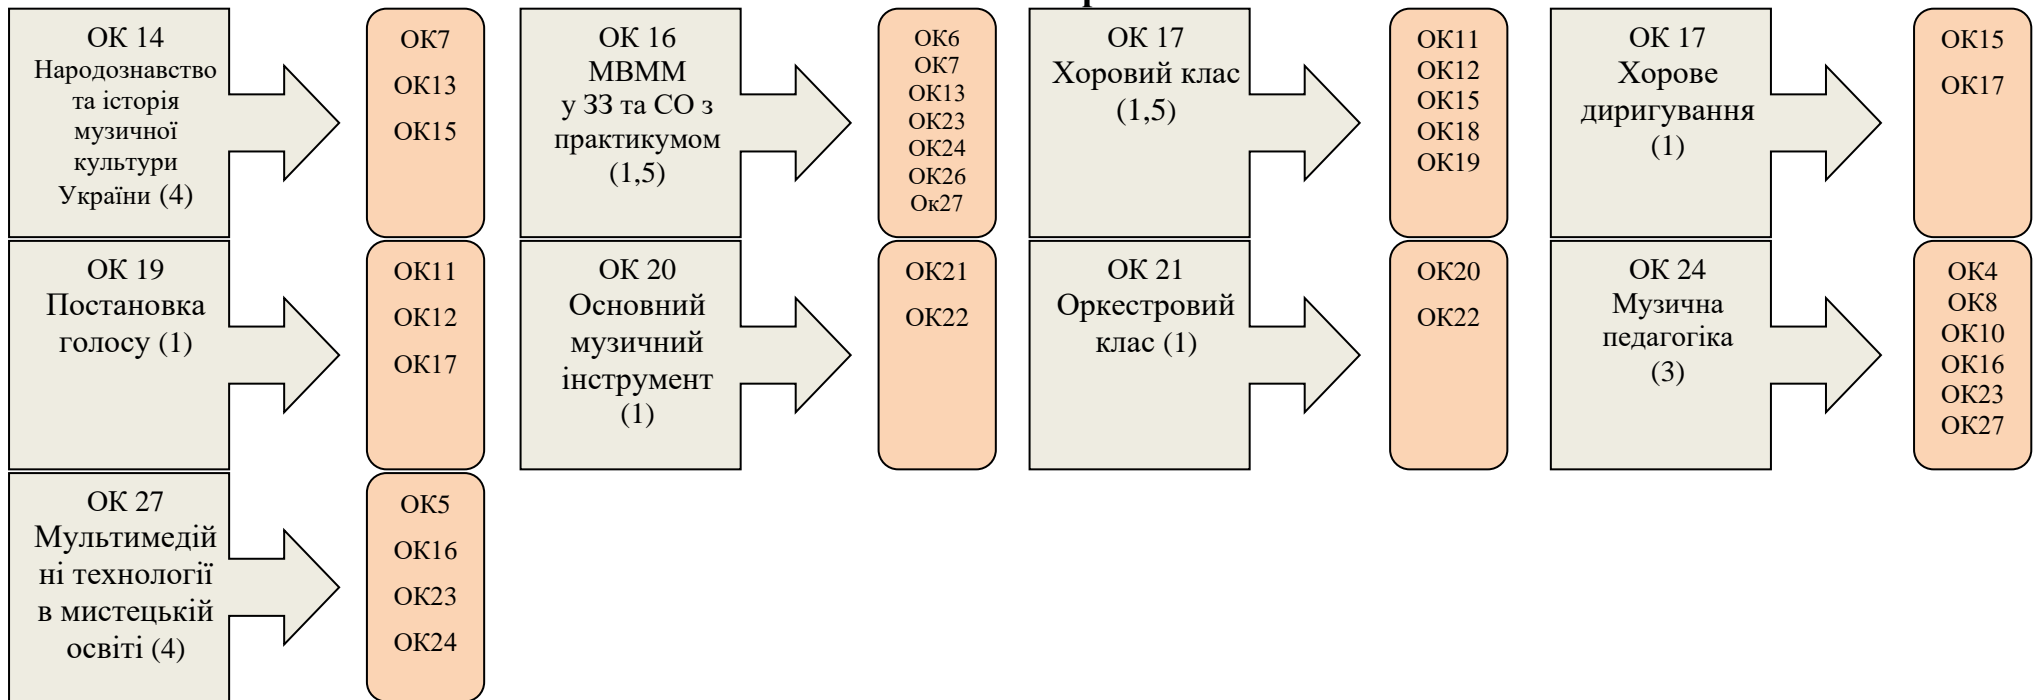 ОК 14
Народознавство
та історія
музичної
культури
України (4)
ОК7
ОК13
ОК15
ОК 16
МВММ
у ЗЗ та СО з
практикумом
(1,5)
ОК6
ОК7
ОК13
ОК23
ОК24
ОК26
Ок27
ОК 17
Хоровий клас
(1,5)
ОК11
ОК12
ОК15
ОК18
ОК19
ОК 17
Хорове
диригування
(1)
ОК15
ОК17
ОК 19
Постановка
голосу (1)
ОК11
ОК12
ОК17
ОК 20
Основний
музичний
інструмент
(1)
ОК21
ОК22
ОК 21
Оркестровий
клас (1)
ОК20
ОК22
ОК 24
Музична
педагогіка
(3)
ОК4
ОК8
ОК10
ОК16
ОК23
ОК27
ОК 27
Мультимедій
ні технології
в мистецькій
освіті (4)
ОК5
ОК16
ОК23
ОК24